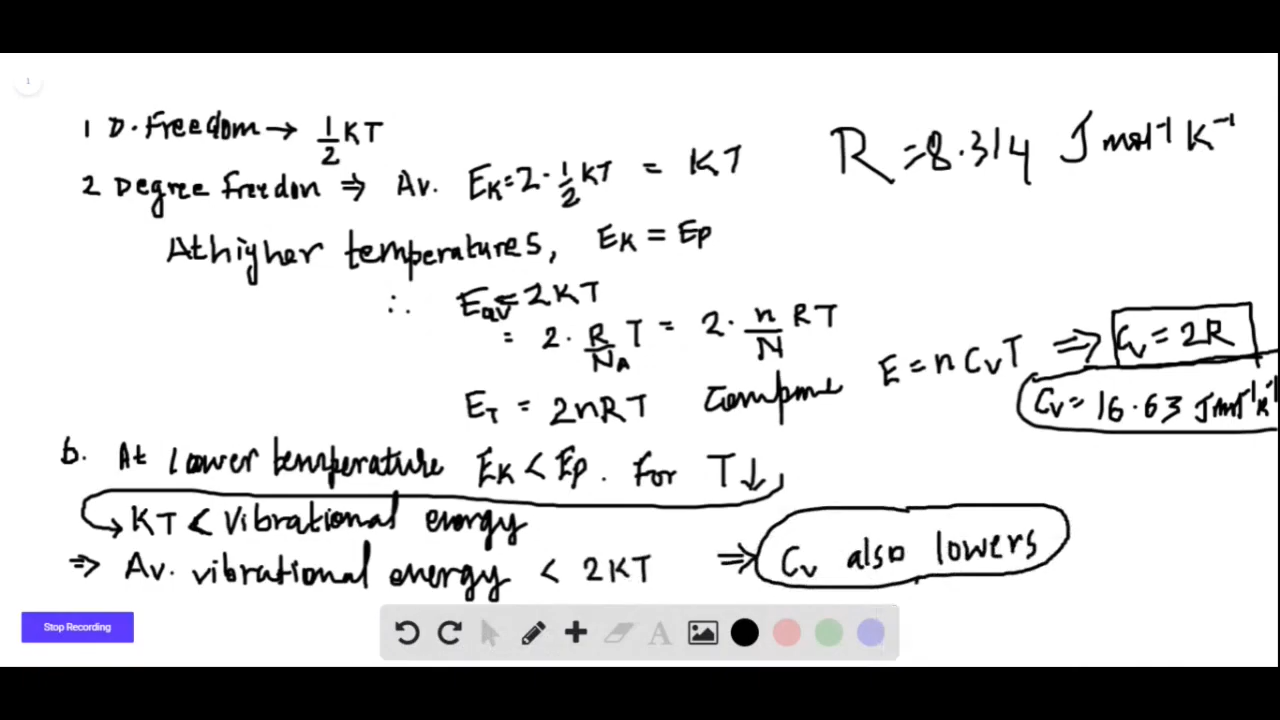 1
1 D.Freedom → 1/2 KT
R = 8.314 J mol⁻¹ K⁻¹
2 Degree freedon ⇒ Av. EK = 2 · 1/2 KT = KT
At higher temperatures, EK = Ep
∴ Eav = 2KT
= 2 · R/NA T = 2 · n/N RT
E = n Cv T ⇒ Cv = 2R
ET = 2nRT
Cv = 16.63 J mol⁻¹ K⁻¹
b. At lower temperature EK < Ep. For T↓
→ KT < Vibrational energy
⇒ Av. vibrational energy < 2KT ⇒ Cv also lowers
Stop Recording
A